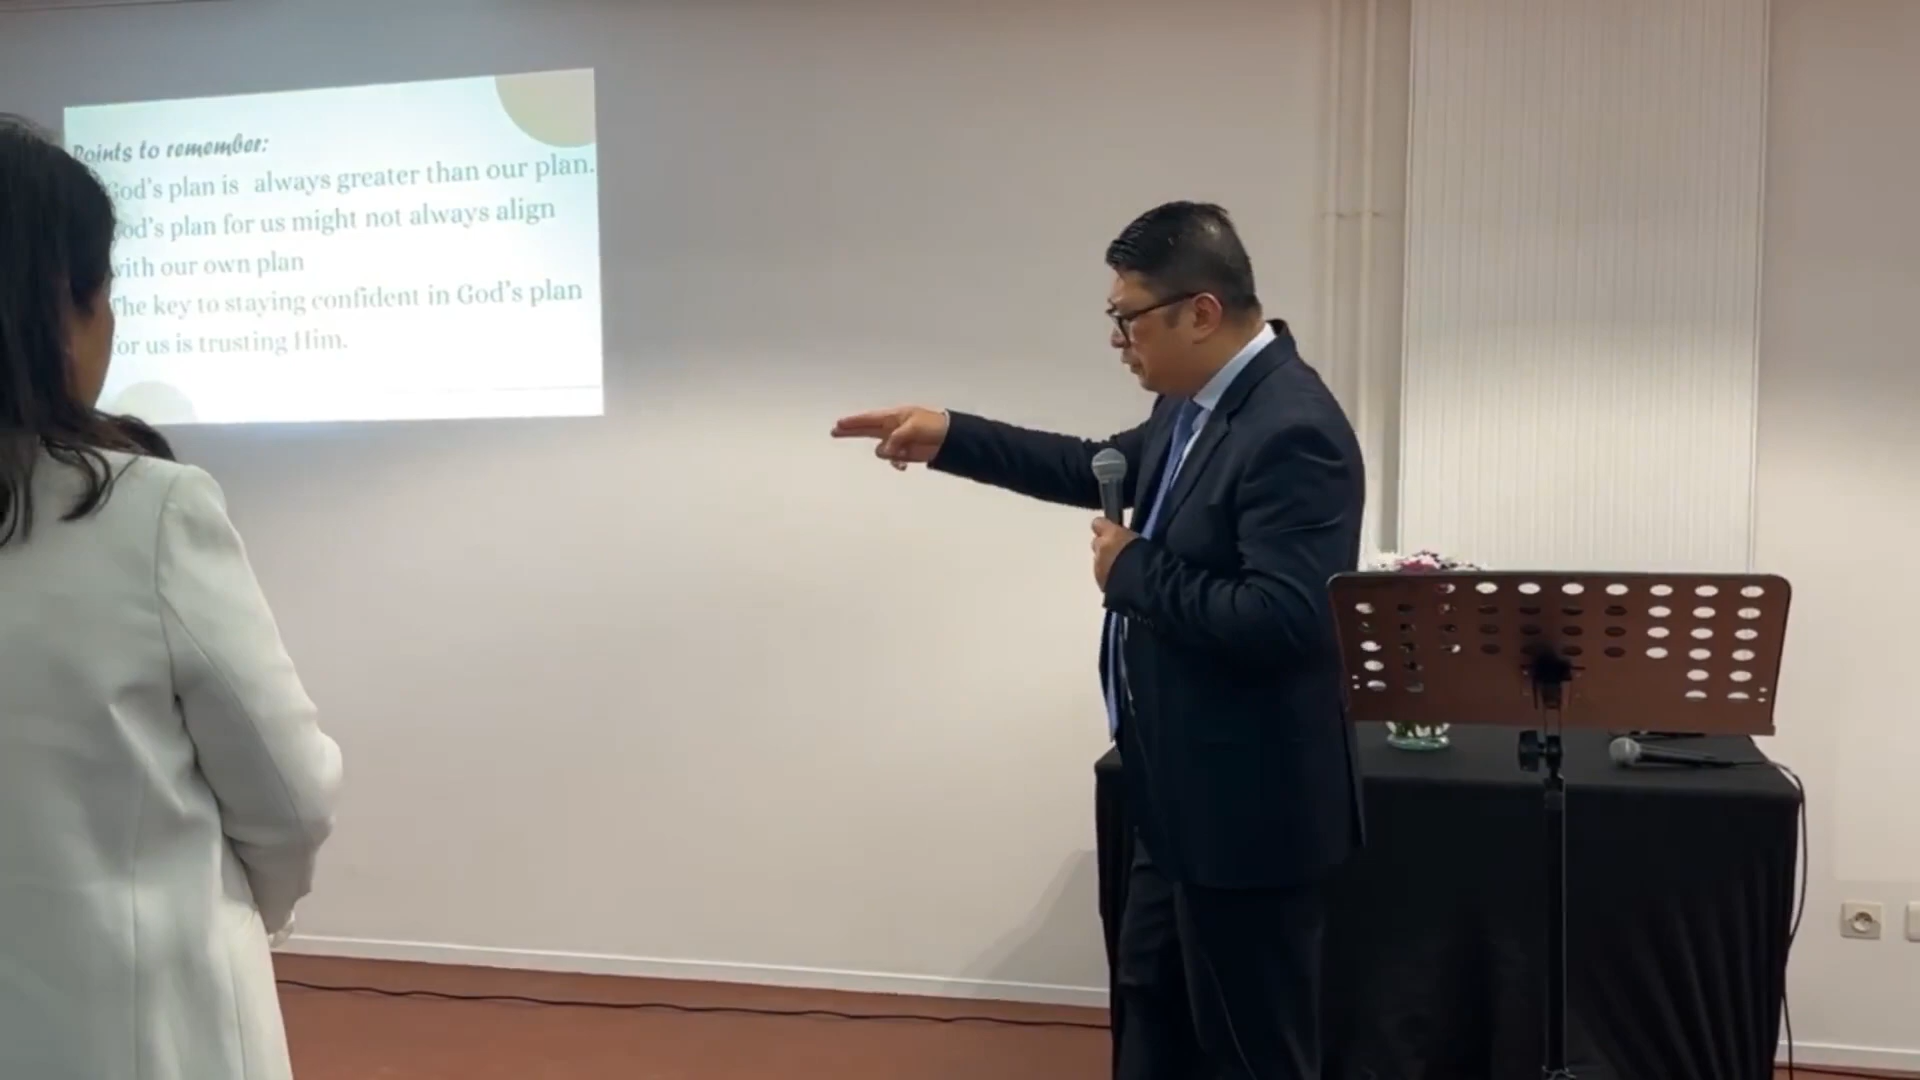 Points to remember:
God's plan is always greater than our plan.
God's plan for us might not always align
with our own plan
The key to staying confident in God's plan
for us is trusting Him.